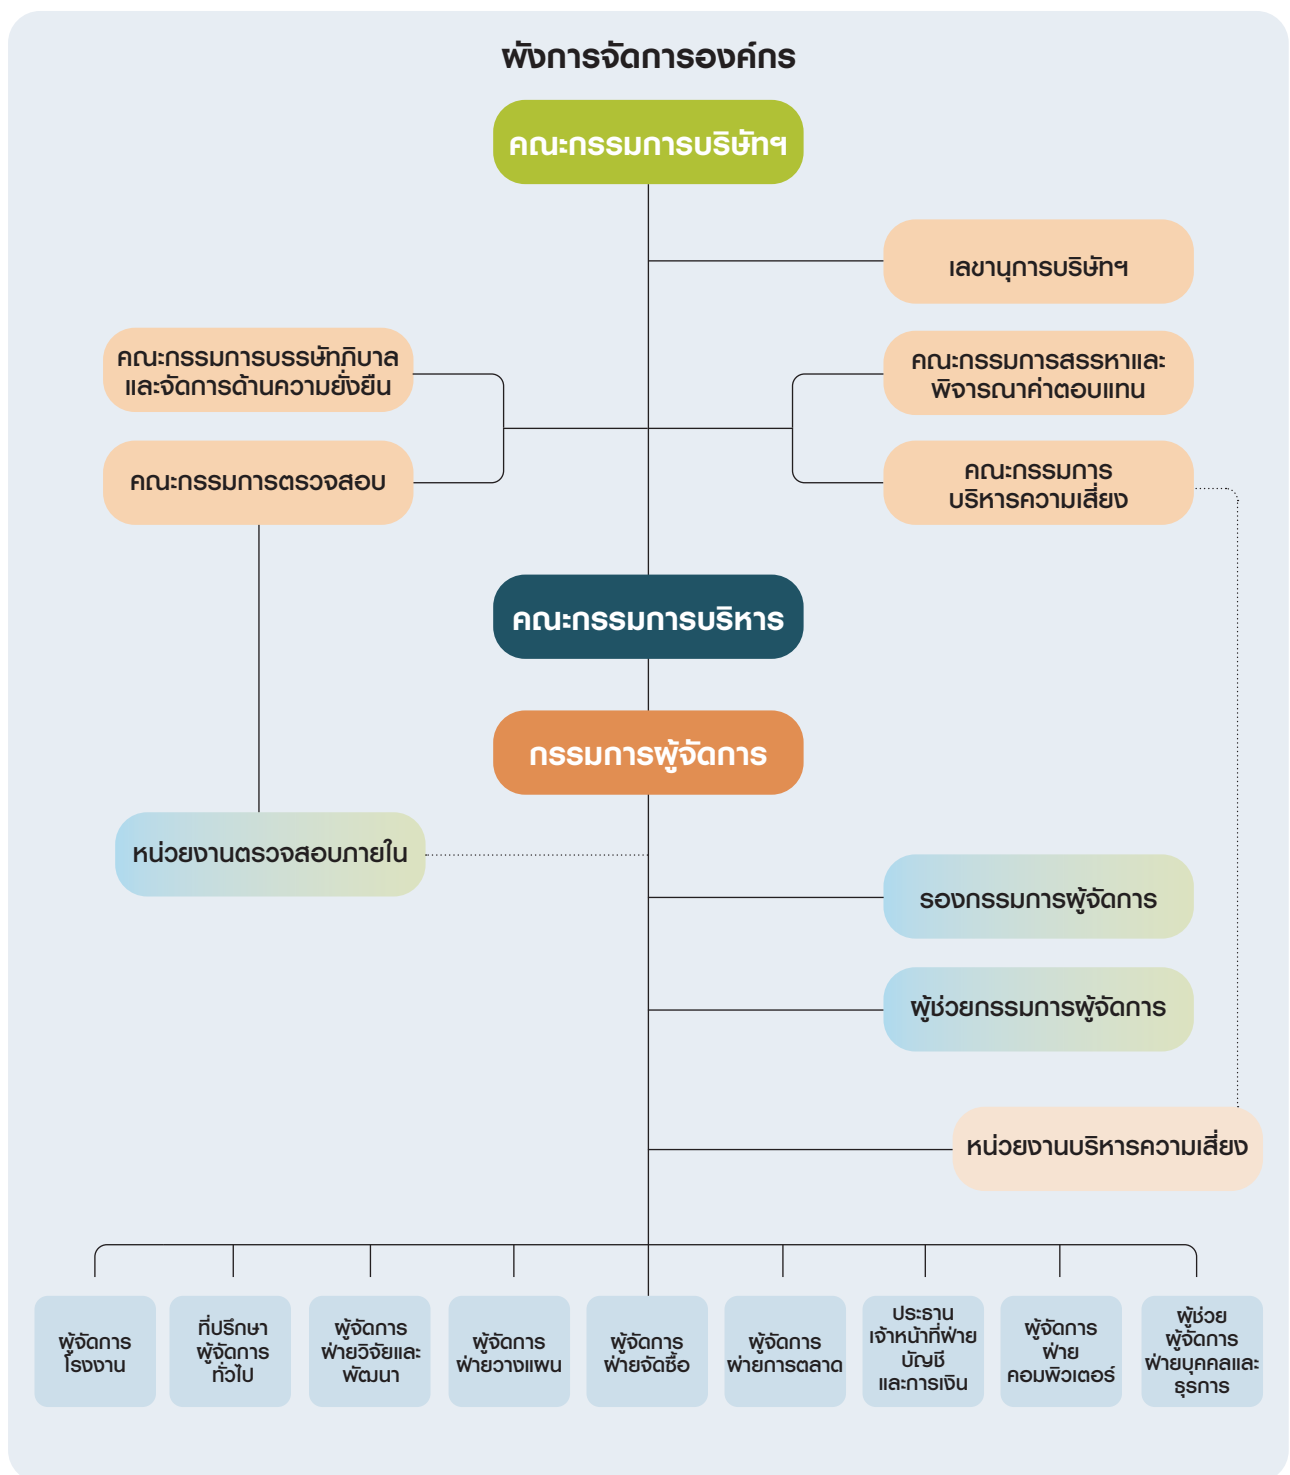 ผังการจัดการองค์กร
คณะกรรมการบริษัทฯ
เลขานุการบริษัทฯ
คณะกรรมการบรรษัทภิบาล
และจัดการด้านความยั่งยืน
คณะกรรมการสรรหาและ
พิจารณาค่าตอบแทน
คณะกรรมการตรวจสอบ
คณะกรรมการ
บริหารความเสี่ยง
คณะกรรมการบริหาร
กรรมการผู้จัดการ
หน่วยงานตรวจสอบภายใน
รองกรรมการผู้จัดการ
ผู้ช่วยกรรมการผู้จัดการ
หน่วยงานบริหารความเสี่ยง
ผู้จัดการ
โรงงาน
ที่ปรึกษา
ผู้จัดการ
ทั่วไป
ผู้จัดการ
ฝ่ายวิจัยและ
พัฒนา
ผู้จัดการ
ฝ่ายวางแผน
ผู้จัดการ
ฝ่ายจัดซื้อ
ผู้จัดการ
ฝ่ายการตลาด
ประธาน
เจ้าหน้าที่ฝ่าย
บัญชี
และการเงิน
ผู้จัดการ
ฝ่าย
คอมพิวเตอร์
ผู้ช่วย
ผู้จัดการ
ฝ่ายบุคคลและ
ธุรการ